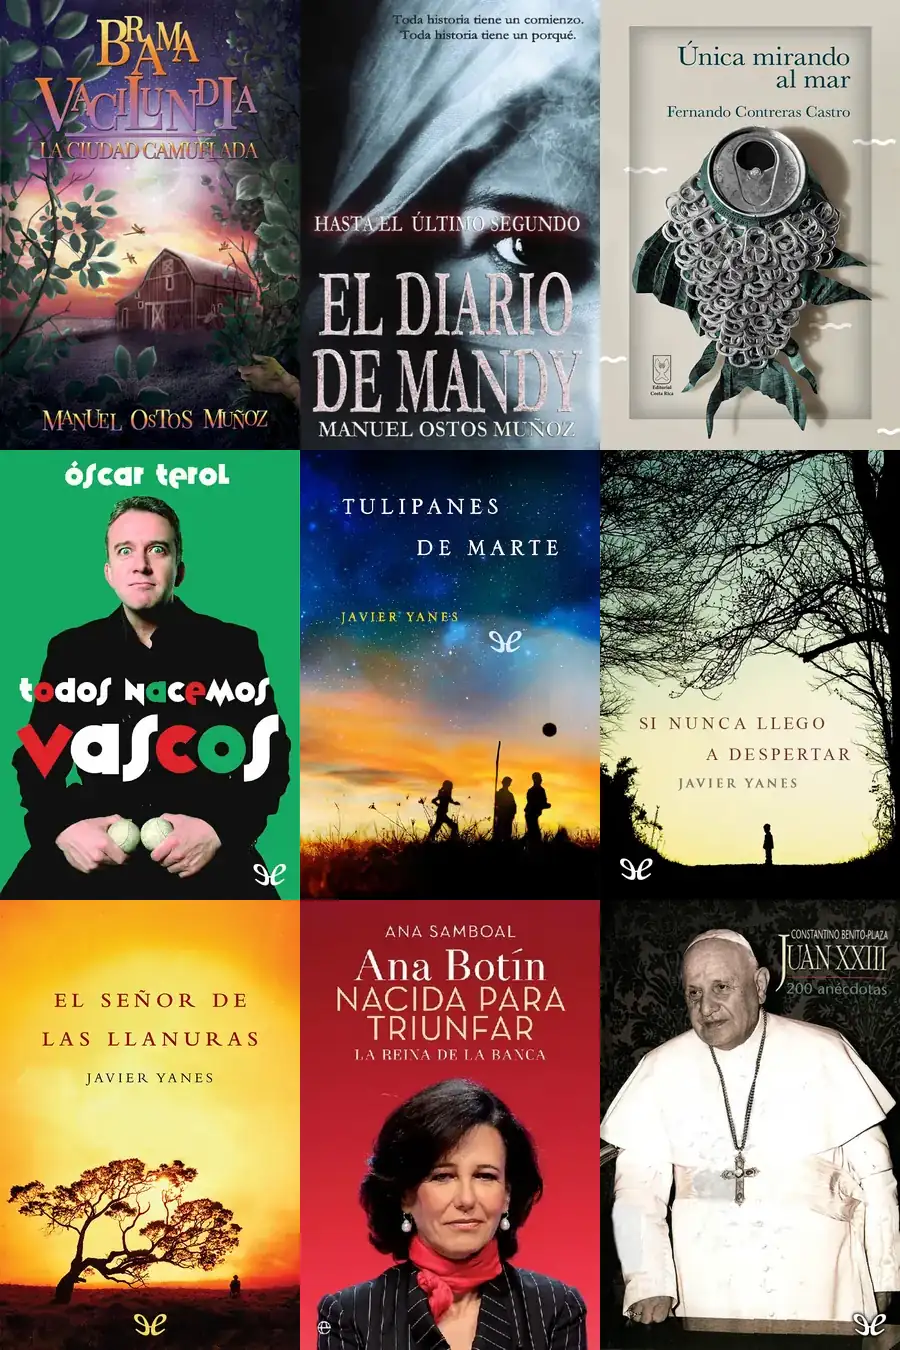 BRAMA
VACILUNDIA
LA CIUDAD CAMUFLADA
MANUEL OSTOS MUÑOZ
Toda historia tiene un comienzo.
Toda historia tiene un porqué.
HASTA EL ÚLTIMO SEGUNDO
EL DIARIO
DE MANDY
MANUEL OSTOS MUÑOZ
Única mirando
al mar
Fernando Contreras Castro
Editorial
Costa Rica
óscar terol
todos nacemos
vascos
TULIPANES
DE MARTE
JAVIER YANES
SI NUNCA LLEGO
A DESPERTAR
JAVIER YANES
EL SEÑOR DE
LAS LLANURAS
JAVIER YANES
ANA SAMBOAL
Ana Botín
NACIDA PARA
TRIUNFAR
LA REINA DE LA BANCA
CONSTANTINO BENITO-PLAZA
JUAN XXIII
200 anécdotas